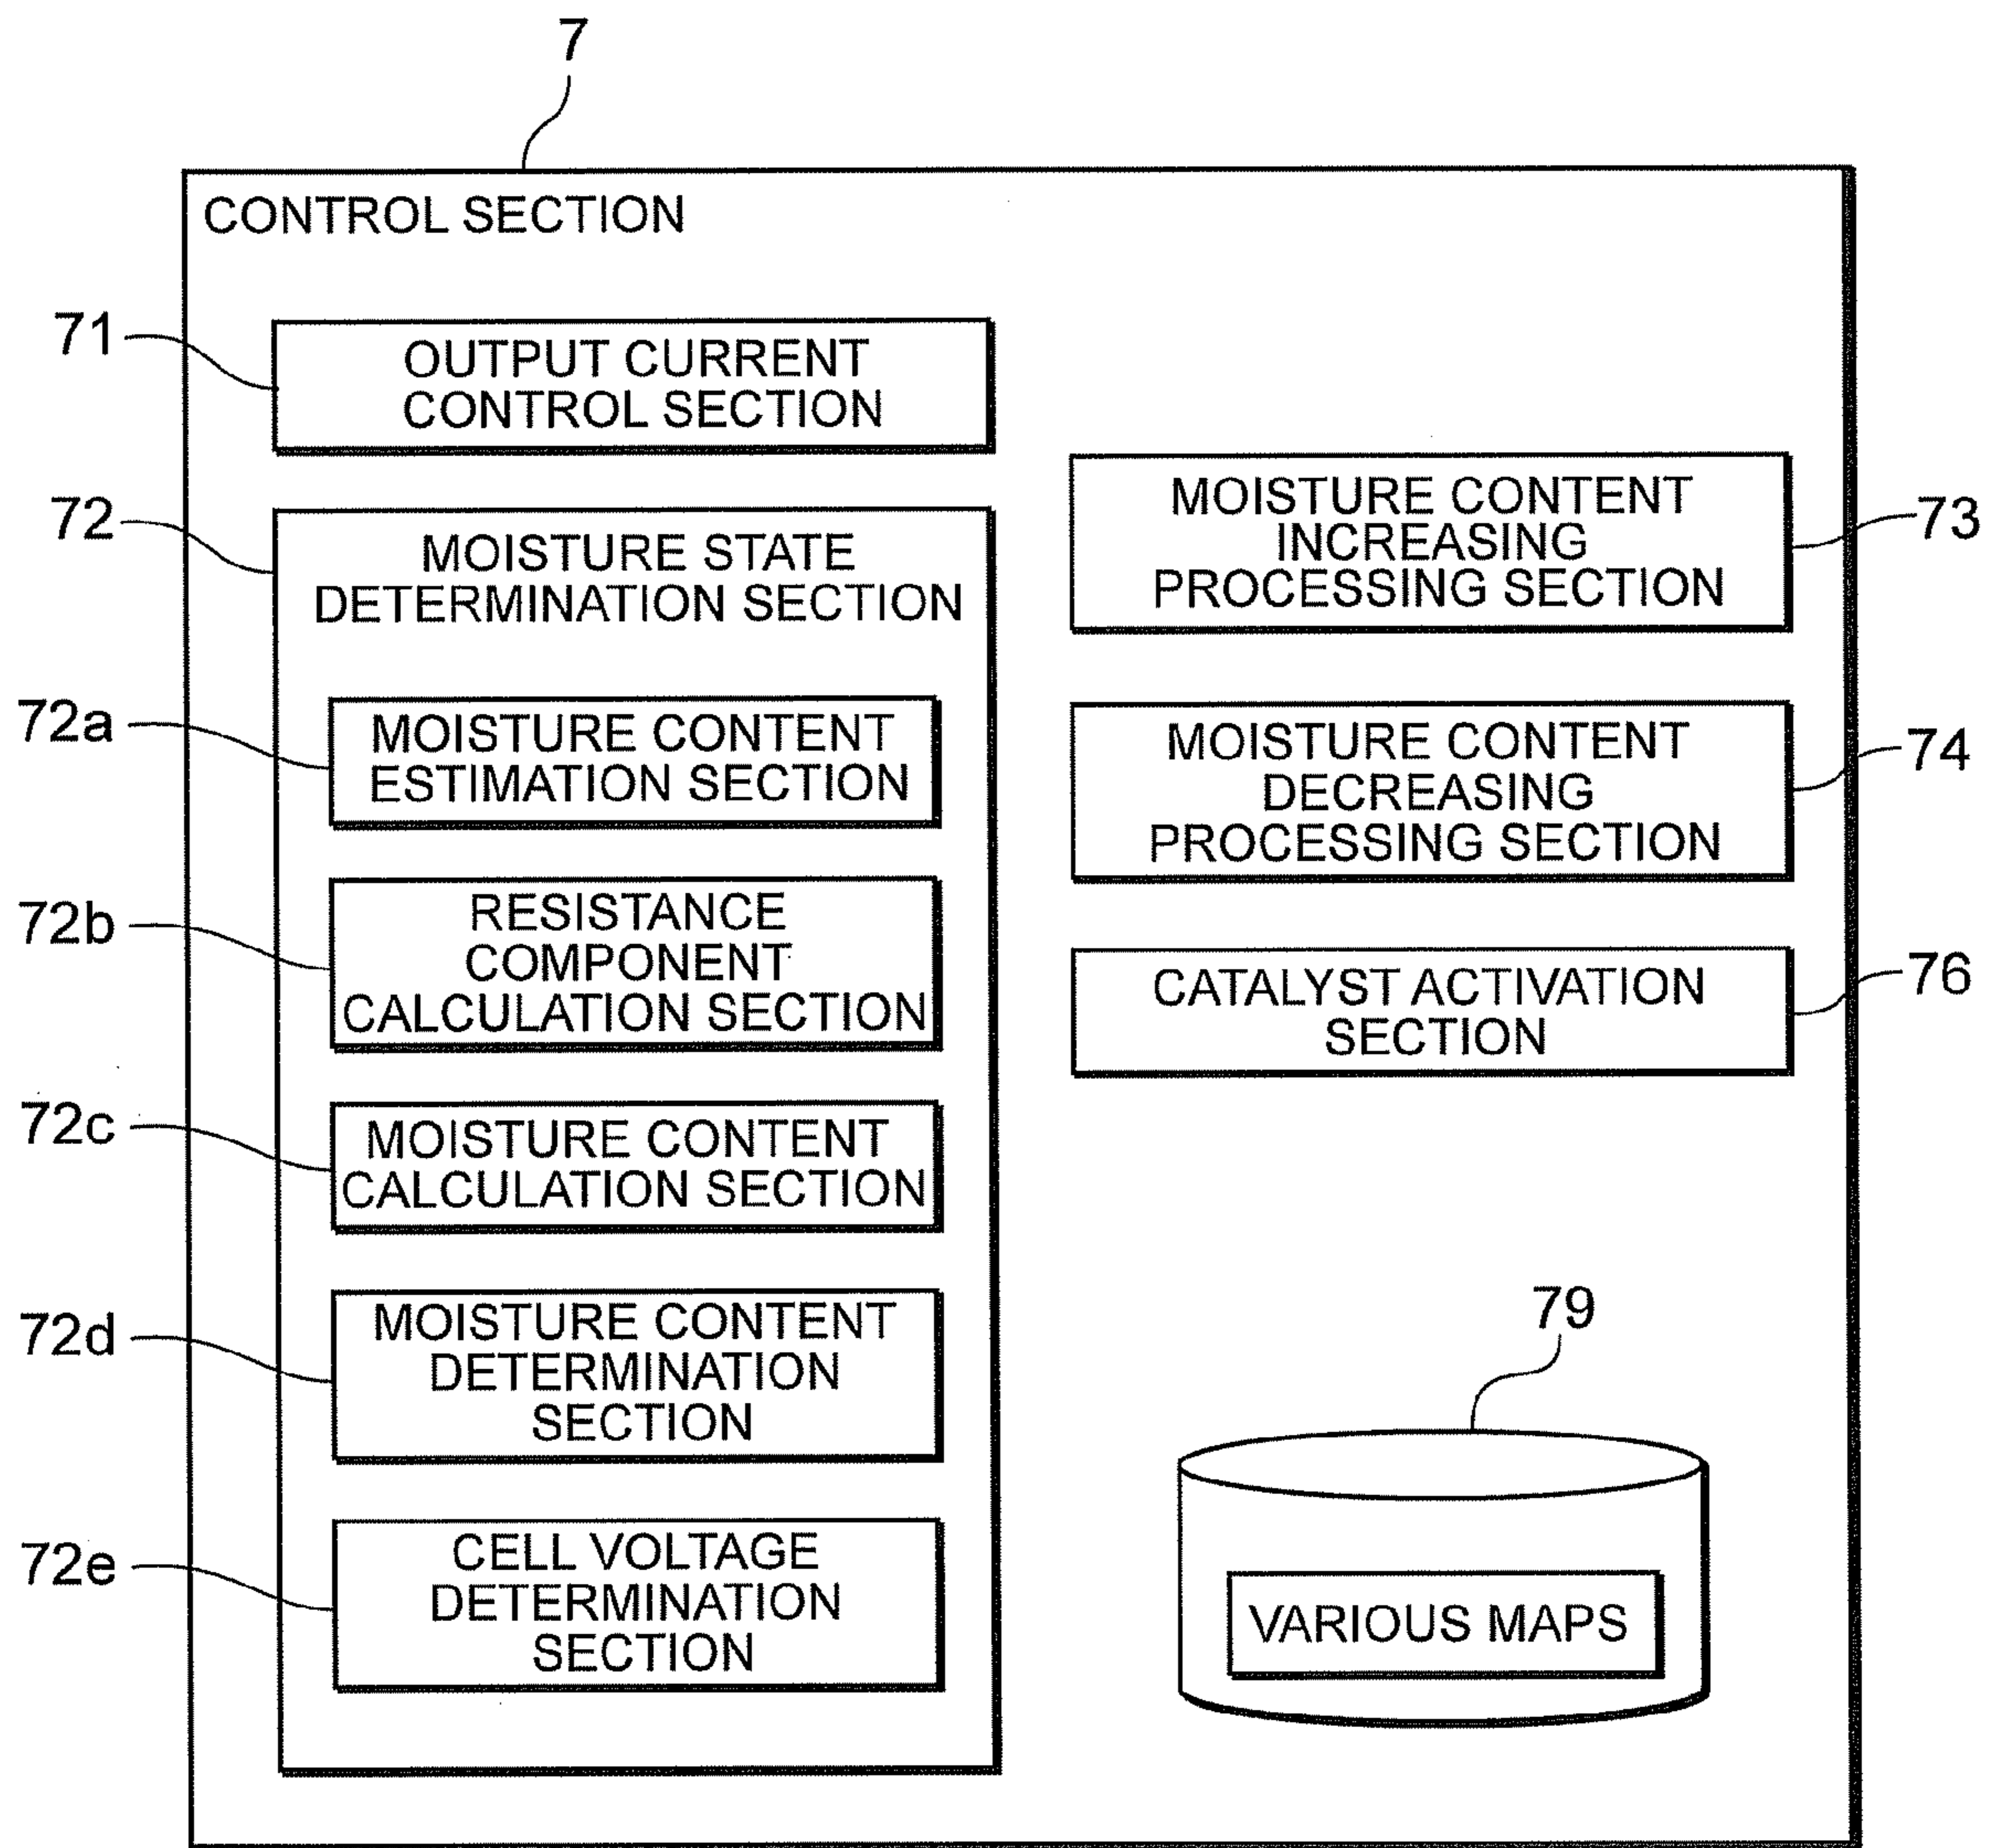 7
CONTROL SECTION
71
OUTPUT CURRENT
CONTROL SECTION
72
MOISTURE STATE
DETERMINATION SECTION
72a
MOISTURE CONTENT
ESTIMATION SECTION
72b
RESISTANCE
COMPONENT
CALCULATION SECTION
72c
MOISTURE CONTENT
CALCULATION SECTION
72d
MOISTURE CONTENT
DETERMINATION
SECTION
72e
CELL VOLTAGE
DETERMINATION
SECTION
MOISTURE CONTENT
INCREASING
PROCESSING SECTION
73
MOISTURE CONTENT
DECREASING
PROCESSING SECTION
74
CATALYST ACTIVATION
SECTION
76
79
VARIOUS MAPS